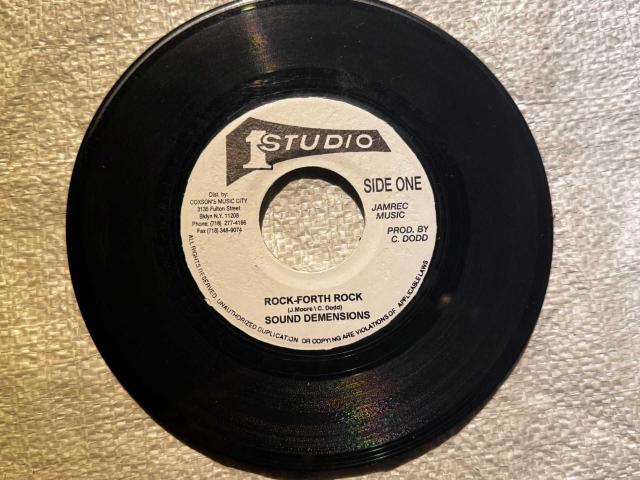 1 STUDIO
SIDE ONE
Dist. by:
COXSON'S MUSIC CITY
3135 Fulton Street
Bklyn N.Y. 11208
Phone: (718) 277-4166
Fax (718) 348-9074
JAMREC
MUSIC
PROD. BY
C. DODD
ROCK-FORTH ROCK
(J.Moore \ C. Dodd)
SOUND DEMENSIONS
ALL RIGHTS RESERVED, UNAUTHORIZED DUPLICATION OR COPYING ARE VIOLATIONS OF APPLICABLE LAWS